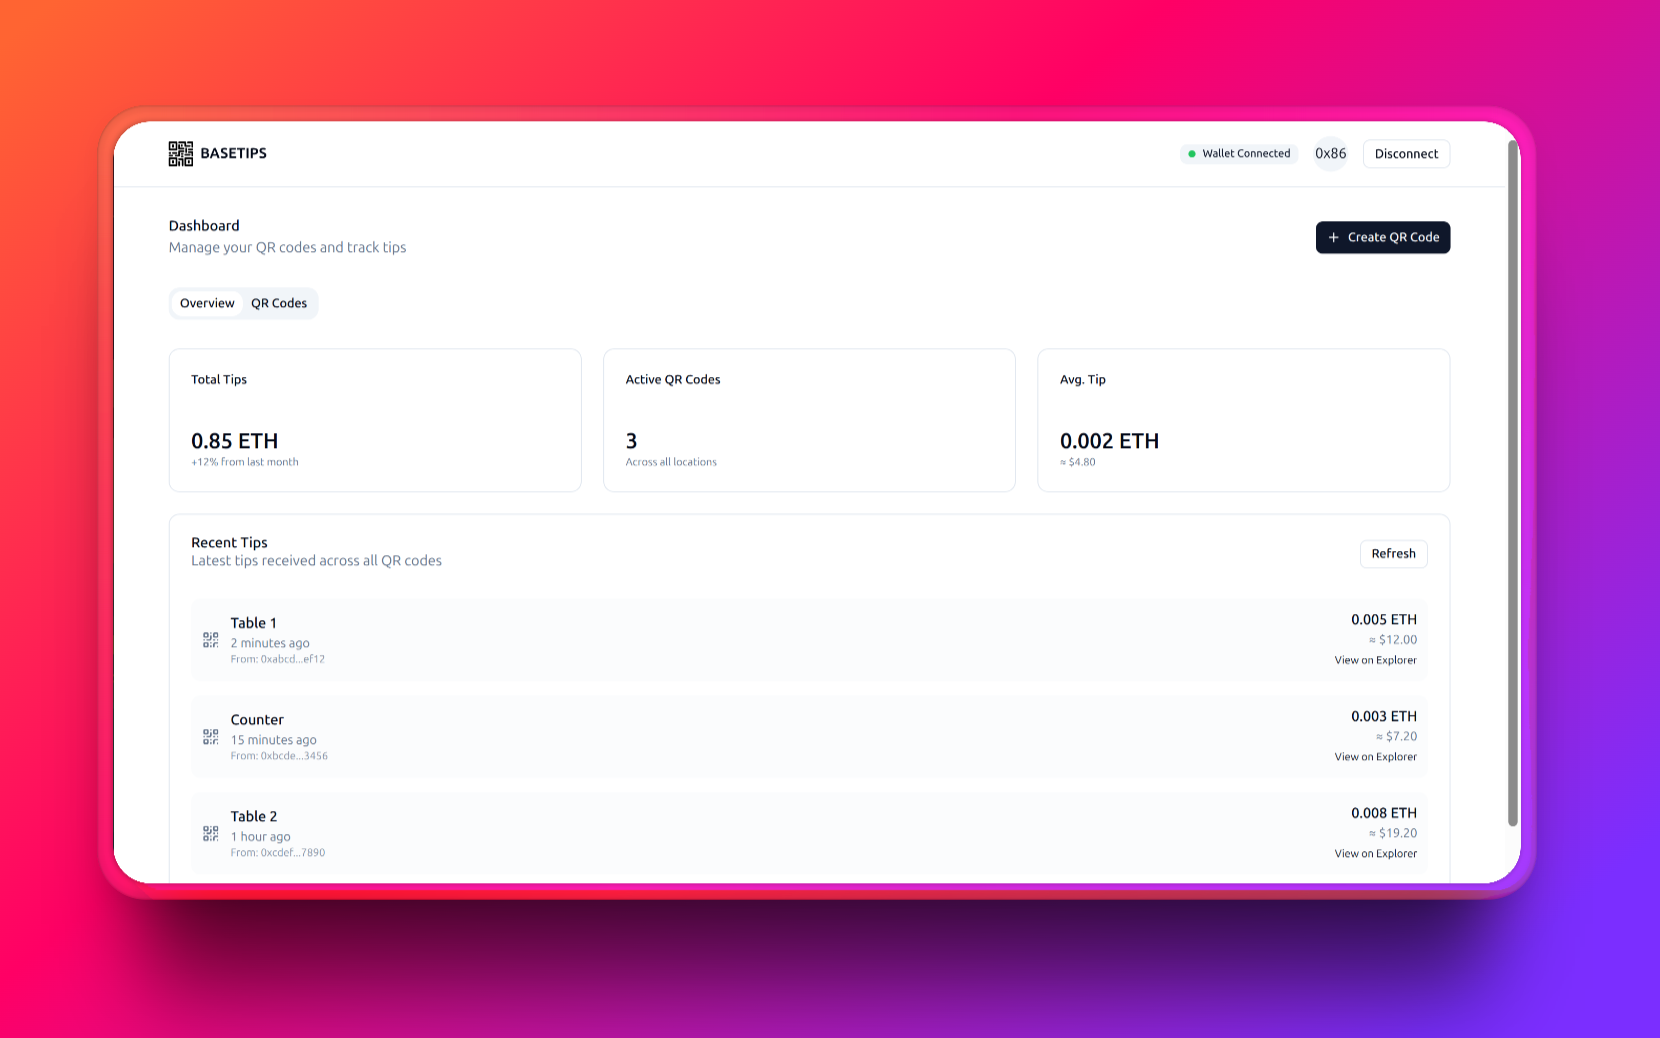 BASETIPS
Wallet Connected
0x86
Disconnect
Dashboard
Manage your QR codes and track tips
+ Create QR Code
Overview
QR Codes
Total Tips
0.85 ETH
+12% from last month
Active QR Codes
3
Across all locations
Avg. Tip
0.002 ETH
≈ $4.80
Recent Tips
Latest tips received across all QR codes
Refresh
Table 1
2 minutes ago
From: 0xabcd...ef12
0.005 ETH
≈ $12.00
View on Explorer
Counter
15 minutes ago
From: 0xbcde...3456
0.003 ETH
≈ $7.20
View on Explorer
Table 2
1 hour ago
From: 0xcdef...7890
0.008 ETH
≈ $19.20
View on Explorer